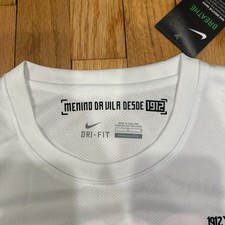 BREATHE
[MENINO DA VILA DESDE 1912]
DRI-FIT
1912